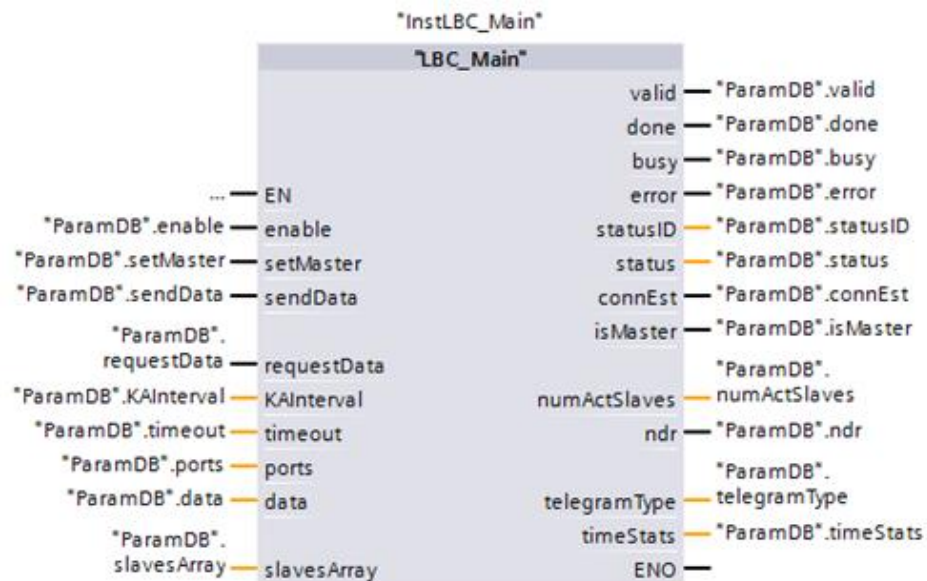 "InstLBC_Main"
"LBC_Main"
valid "ParamDB".valid
done "ParamDB".done
busy "ParamDB".busy
... EN error "ParamDB".error
"ParamDB".enable enable statusID "ParamDB".statusID
"ParamDB".setMaster setMaster status "ParamDB".status
"ParamDB".sendData sendData connEst "ParamDB".connEst
isMaster "ParamDB".isMaster
"ParamDB".
requestData requestData
"ParamDB".
"ParamDB".KAInterval KAInterval numActSlaves numActSlaves
"ParamDB".timeout timeout ndr "ParamDB".ndr
"ParamDB".ports ports
"ParamDB".
"ParamDB".data data telegramType telegramType
timeStats "ParamDB".timeStats
"ParamDB".
slavesArray slavesArray ENO